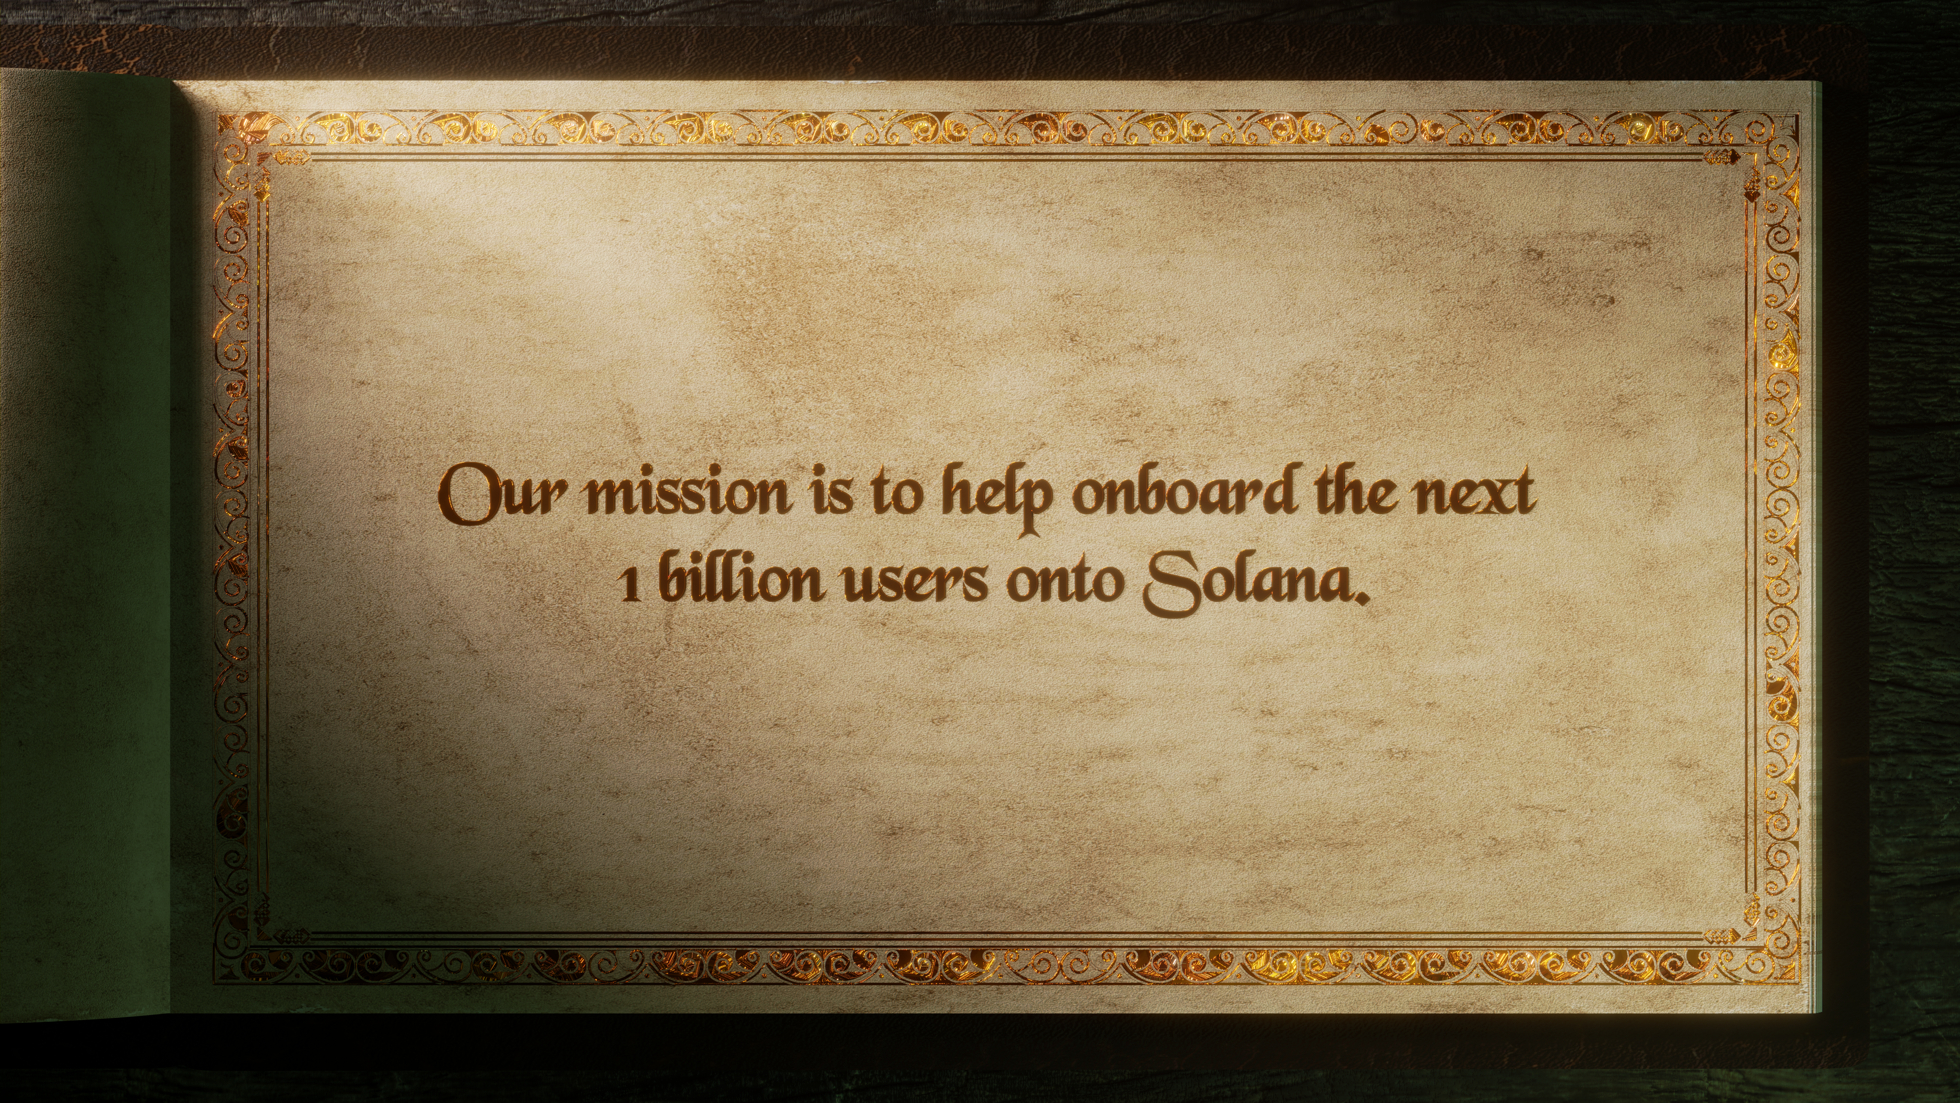 Our mission is to help onboard the next
1 billion users onto Solana.